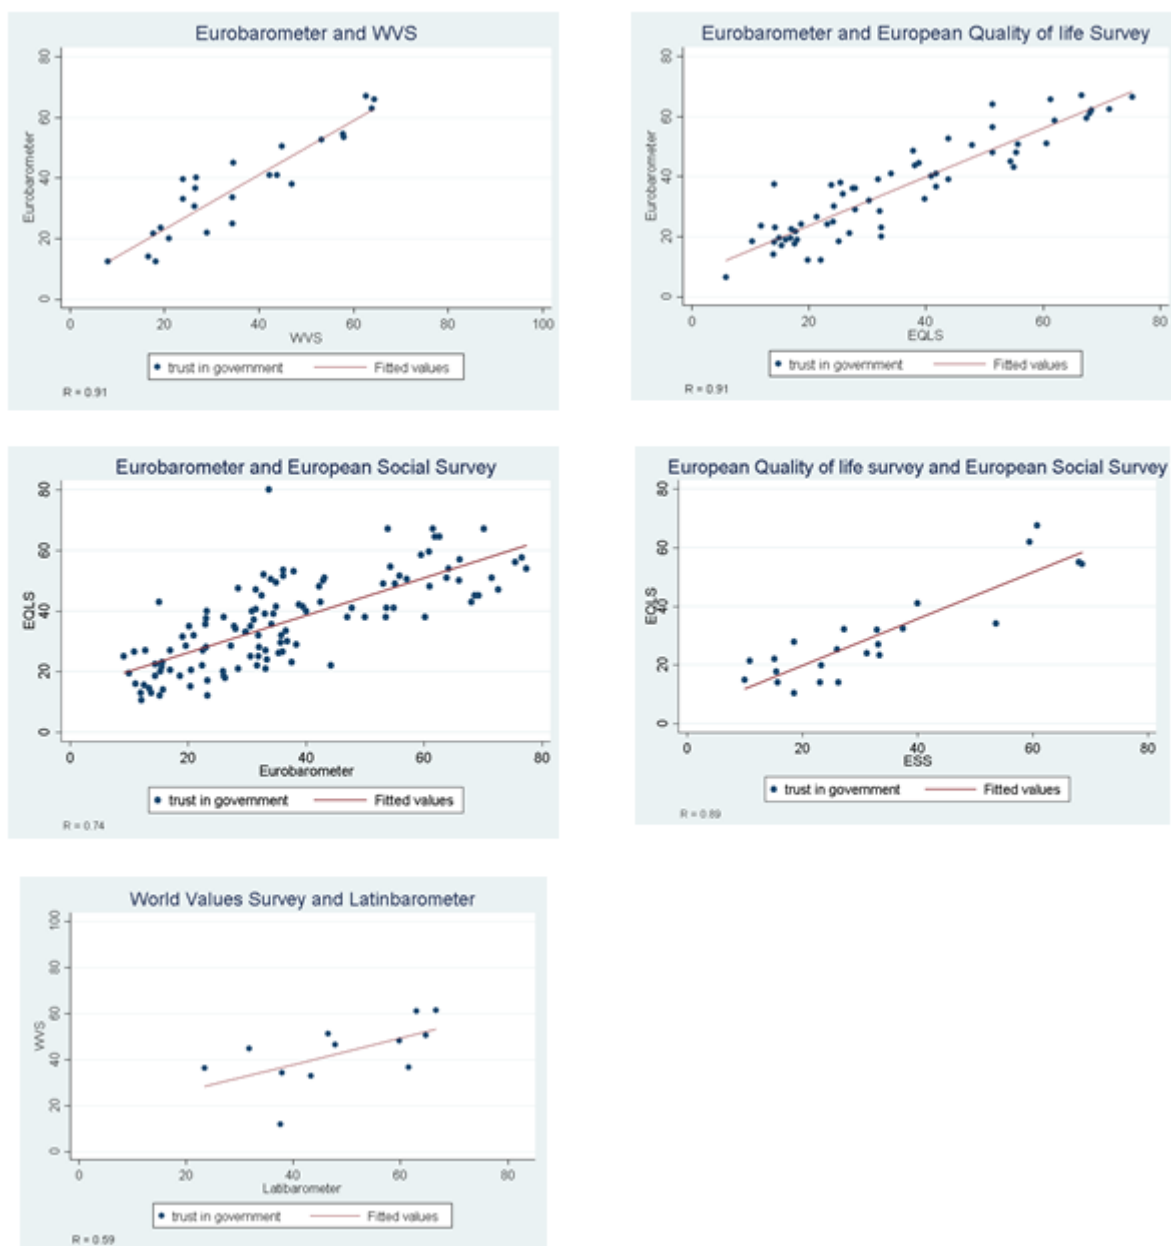 Eurobarometer and WVS
Eurobarometer
80
60
40
20
0
0 20 40 60 80 100
WVS
trust in government Fitted values
R = 0.91
Eurobarometer and European Quality of life Survey
Eurobarometer
80
60
40
20
0
0 20 40 60 80
EQLS
trust in government Fitted values
R = 0.91
Eurobarometer and European Social Survey
EQLS
80
60
40
20
0
0 20 40 60 80
Eurobarometer
trust in government Fitted values
R = 0.74
European Quality of life survey and European Social Survey
EQLS
80
60
40
20
0
0 20 40 60 80
ESS
trust in government Fitted values
R = 0.89
World Values Survey and Latinbarometer
WVS
100
80
60
40
20
0
0 40 60 80
Latibarometer
trust in government Fitted values
R = 0.59